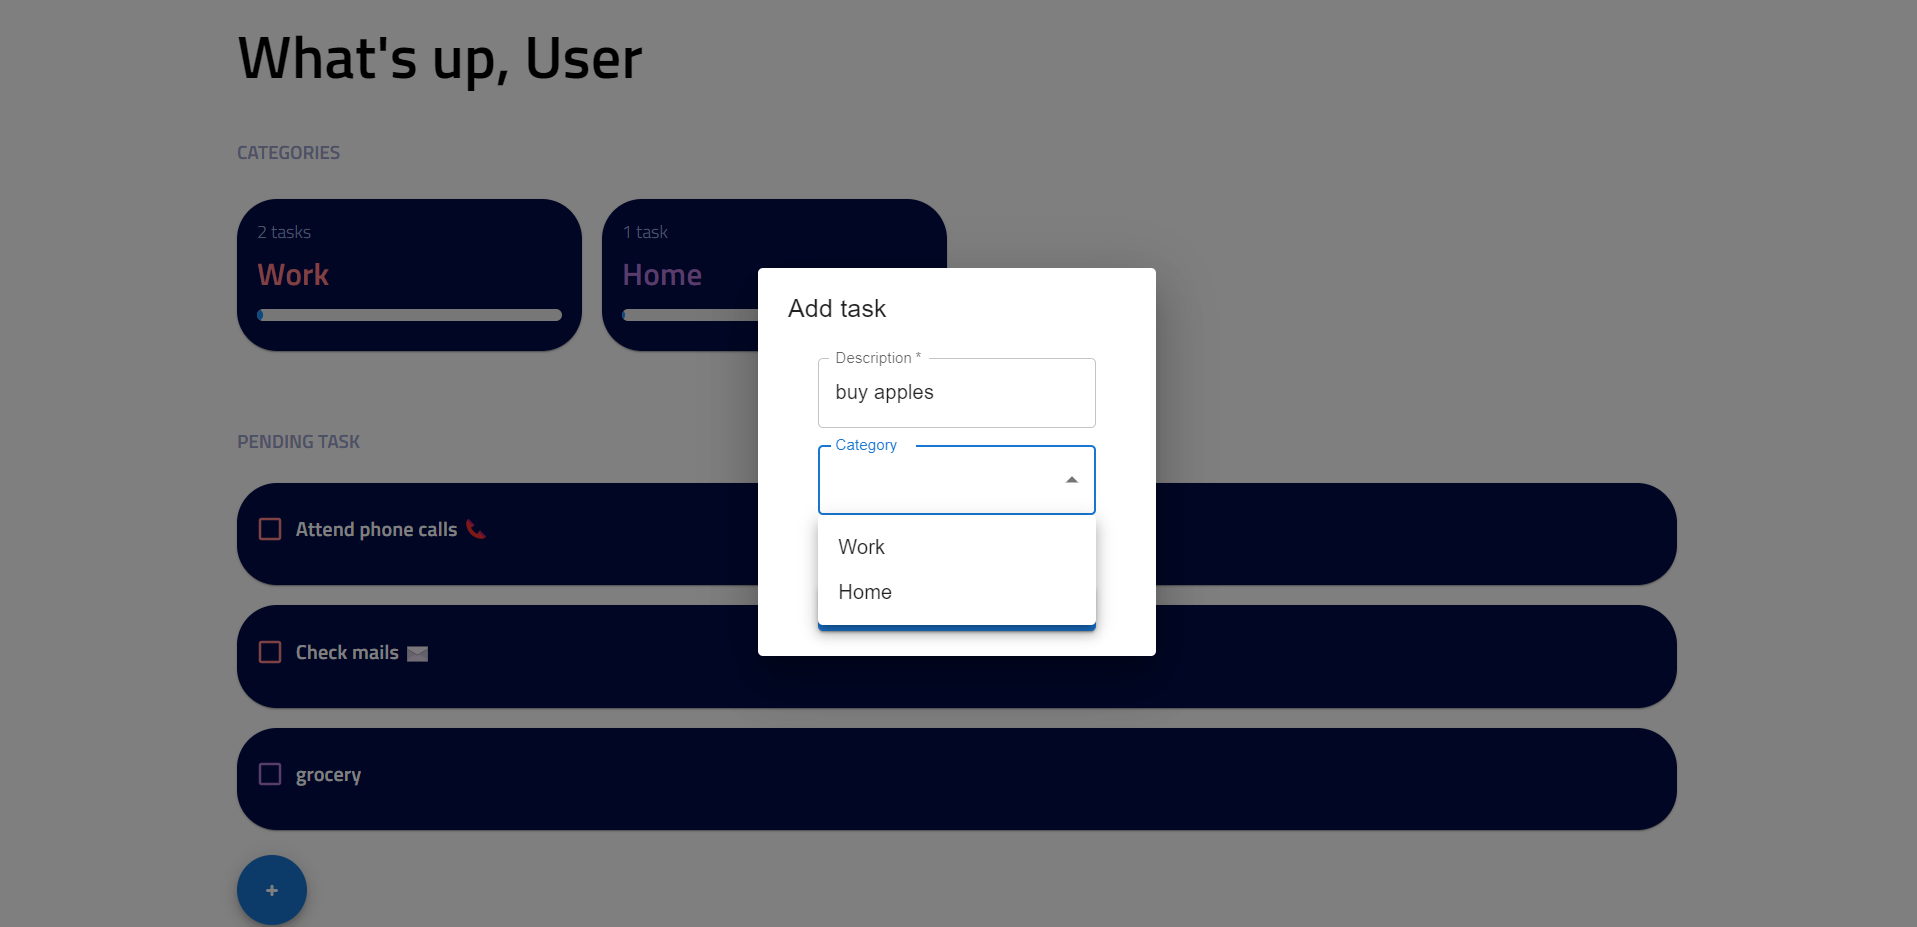 What's up, User
CATEGORIES
2 tasks
Work
1 task
Home
PENDING TASK
Attend phone calls 📞
Check mails ✉️
grocery
+
Add task
Description *
buy apples
Category
Work
Home